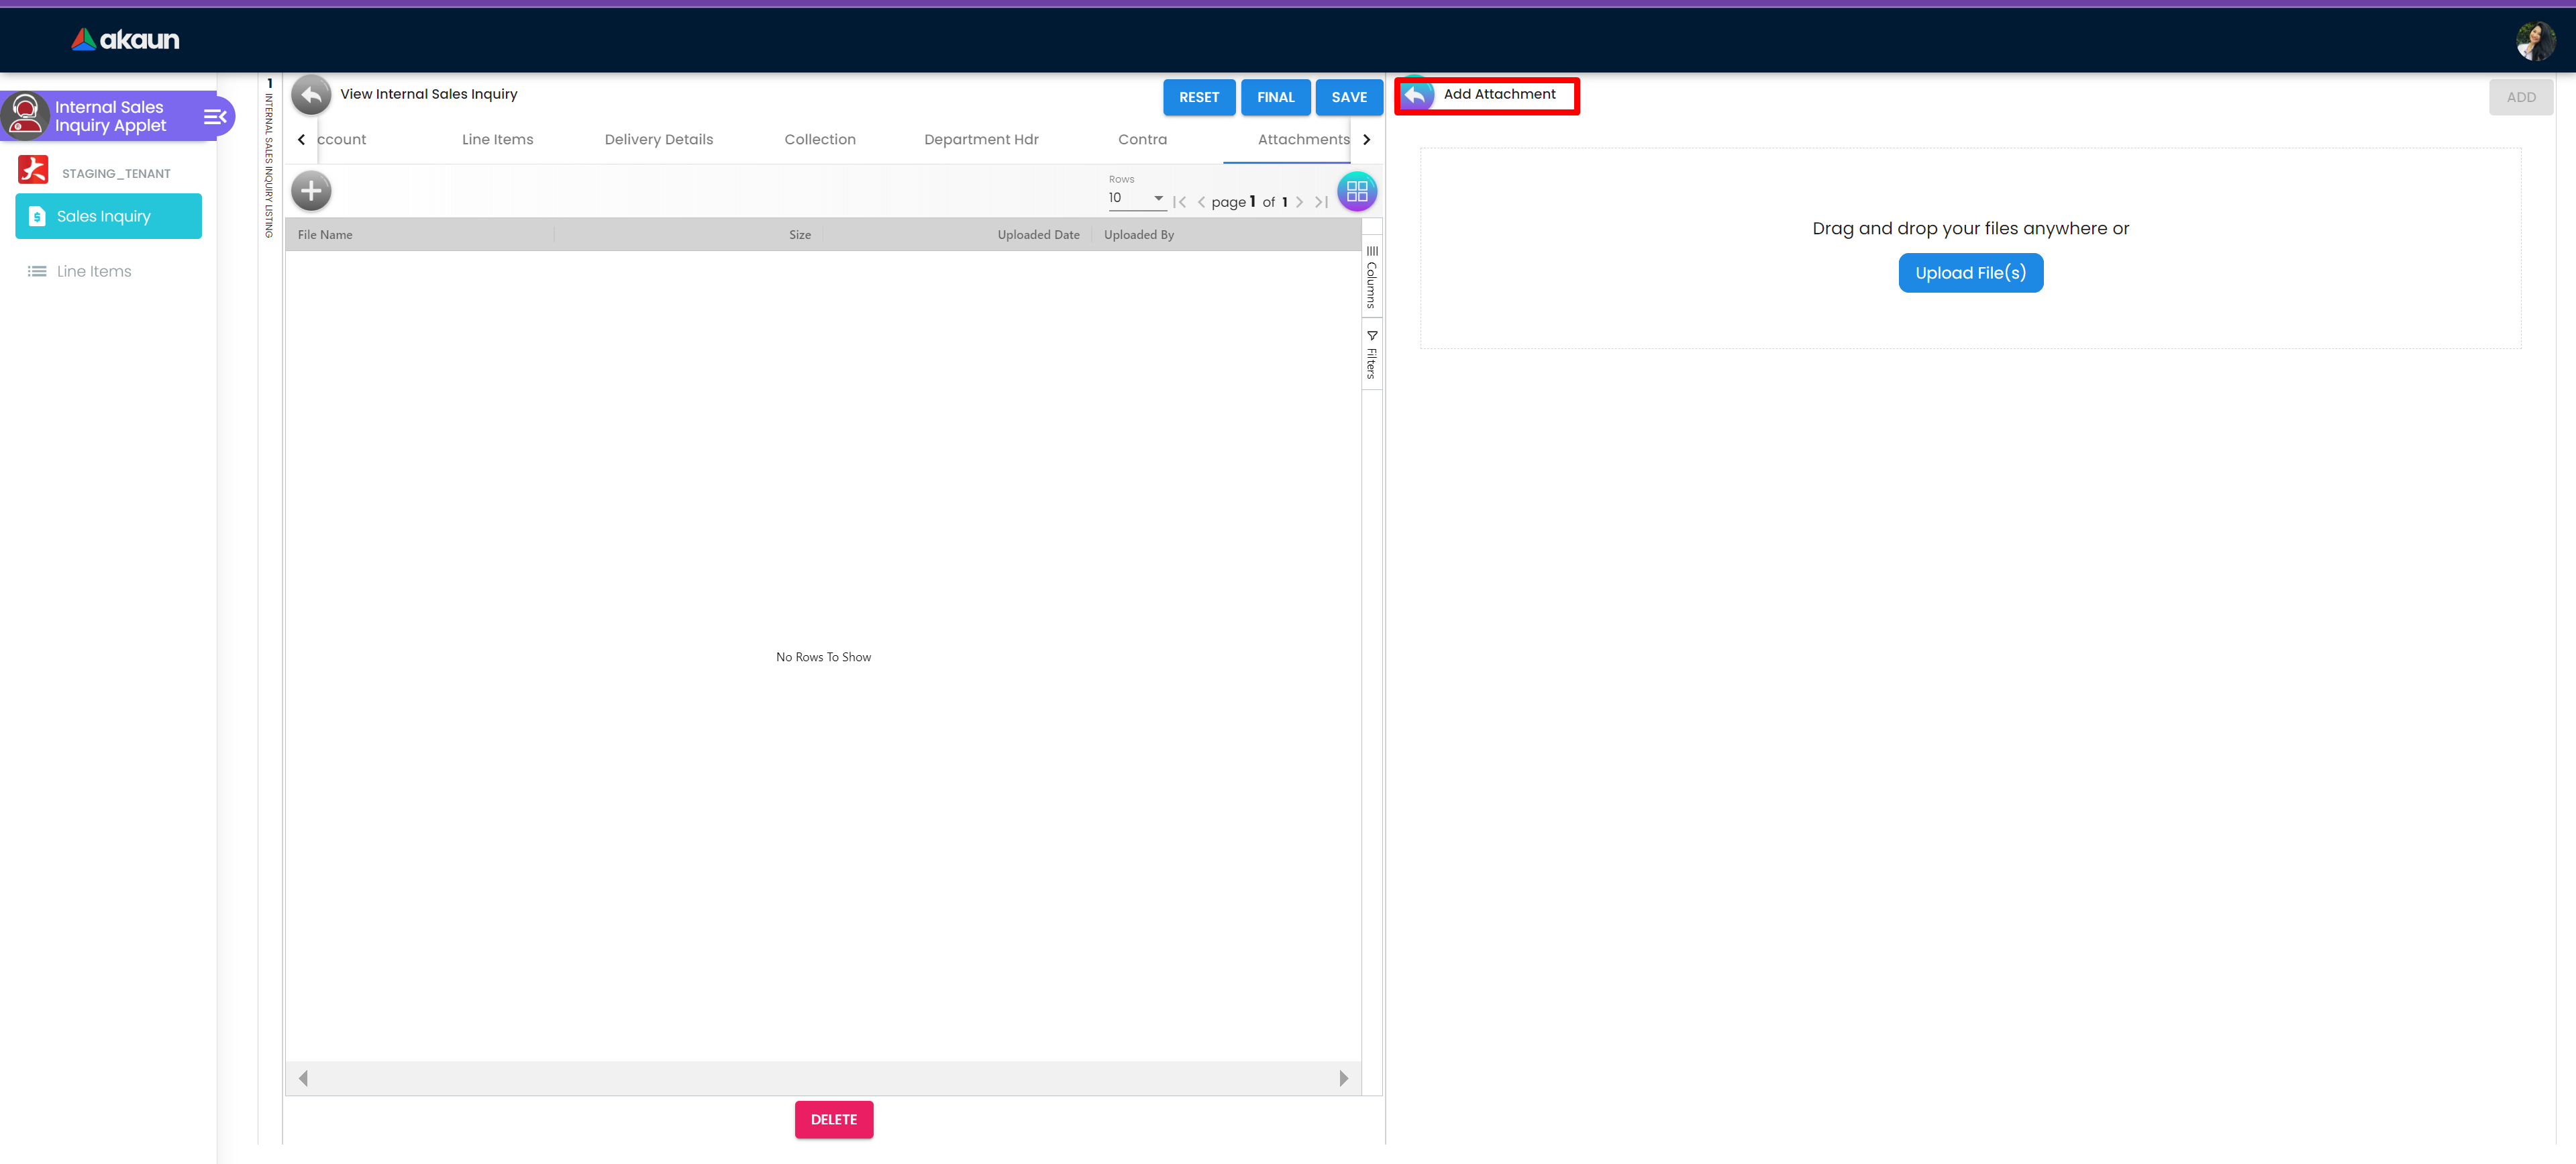 akaun
Internal Sales
Inquiry Applet
STAGING_TENANT
Sales Inquiry
Line Items
1
INTERNAL SALES INQUIRY LISTING
View Internal Sales Inquiry
RESET
FINAL
SAVE
ccount
Line Items
Delivery Details
Collection
Department Hdr
Contra
Attachments
Rows
10
page 1 of 1
File Name
Size
Uploaded Date
Uploaded By
Columns
Filters
No Rows To Show
DELETE
Add Attachment
ADD
Drag and drop your files anywhere or
Upload File(s)